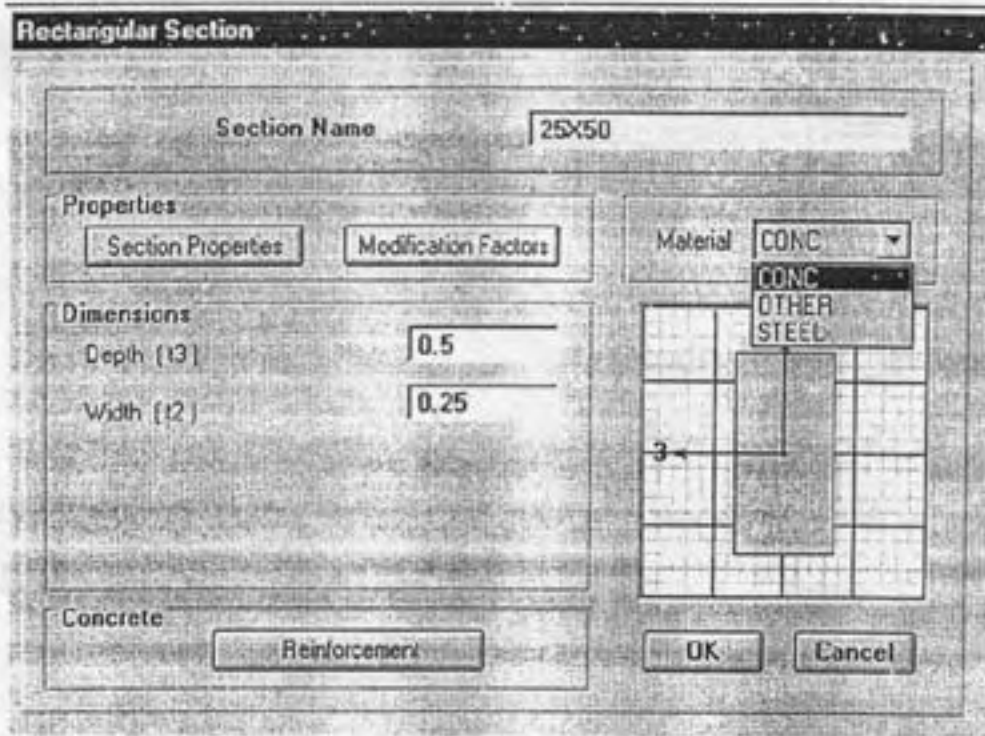 Rectangular Section
Section Name 25X50
Properties
Section Properties Modification Factors
Material CONC
CONC
OTHER
STEEL
Dimensions
Depth (t3) 0.5
Width (t2) 0.25
3
Concrete
Reinforcement
OK Cancel